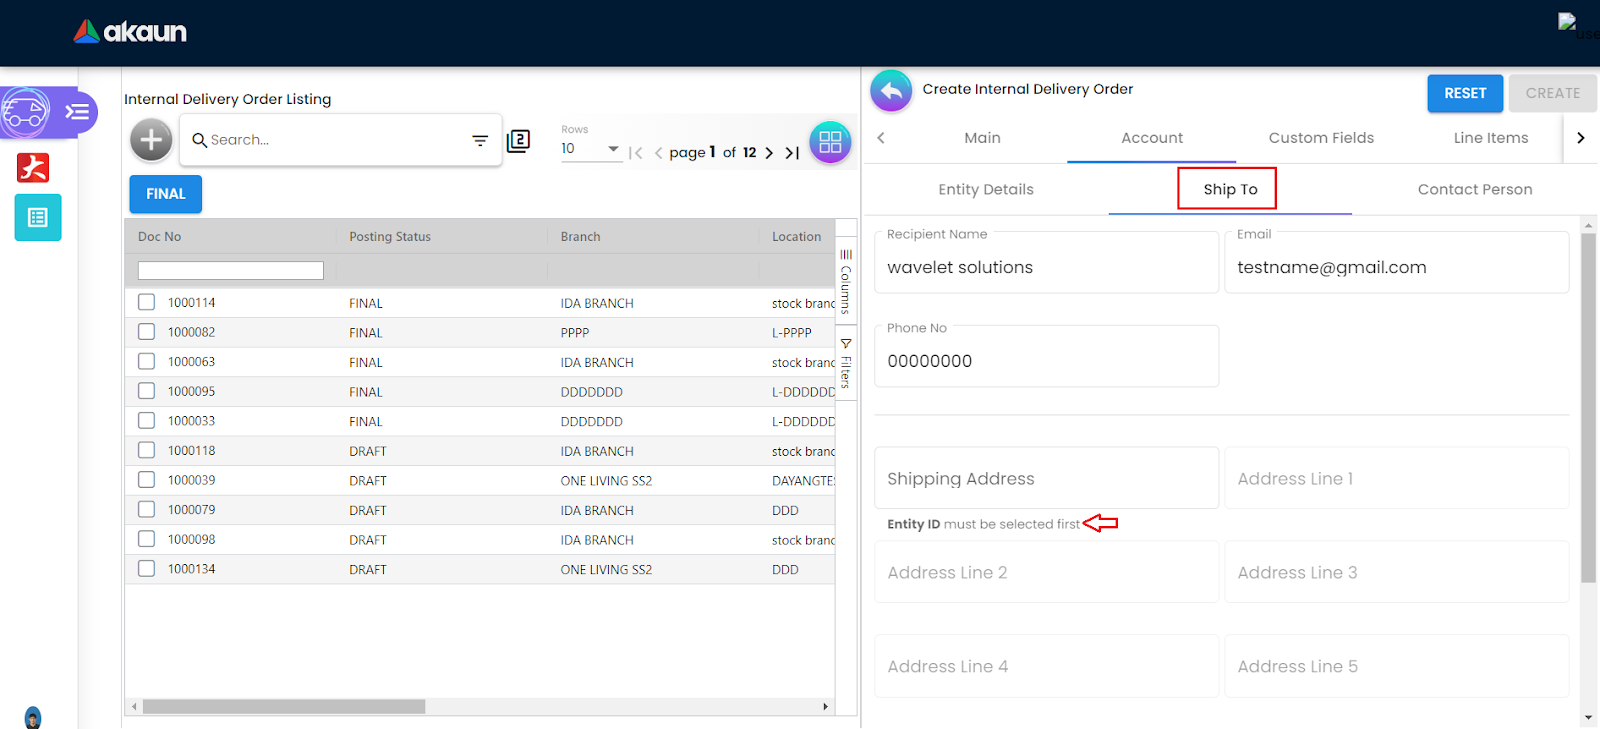 akaun
use
Internal Delivery Order Listing
Search...
2
Rows
10
page 1 of 12
FINAL
Doc No Posting Status Branch Location
1000114 FINAL IDA BRANCH stock branc
1000082 FINAL PPPP L-PPPP
1000063 FINAL IDA BRANCH stock branc
1000095 FINAL DDDDDDD L-DDDDDD
1000033 FINAL DDDDDDD L-DDDDDD
1000118 DRAFT IDA BRANCH stock branc
1000039 DRAFT ONE LIVING SS2 DAYANGTE
1000079 DRAFT IDA BRANCH DDD
1000098 DRAFT IDA BRANCH stock branc
1000134 DRAFT ONE LIVING SS2 DDD
Columns
Filters
Create Internal Delivery Order
RESET
CREATE
Main Account Custom Fields Line Items
Entity Details Ship To Contact Person
Recipient Name
wavelet solutions
Email
testname@gmail.com
Phone No
00000000
Shipping Address
Address Line 1
Entity ID must be selected first
Address Line 2
Address Line 3
Address Line 4
Address Line 5